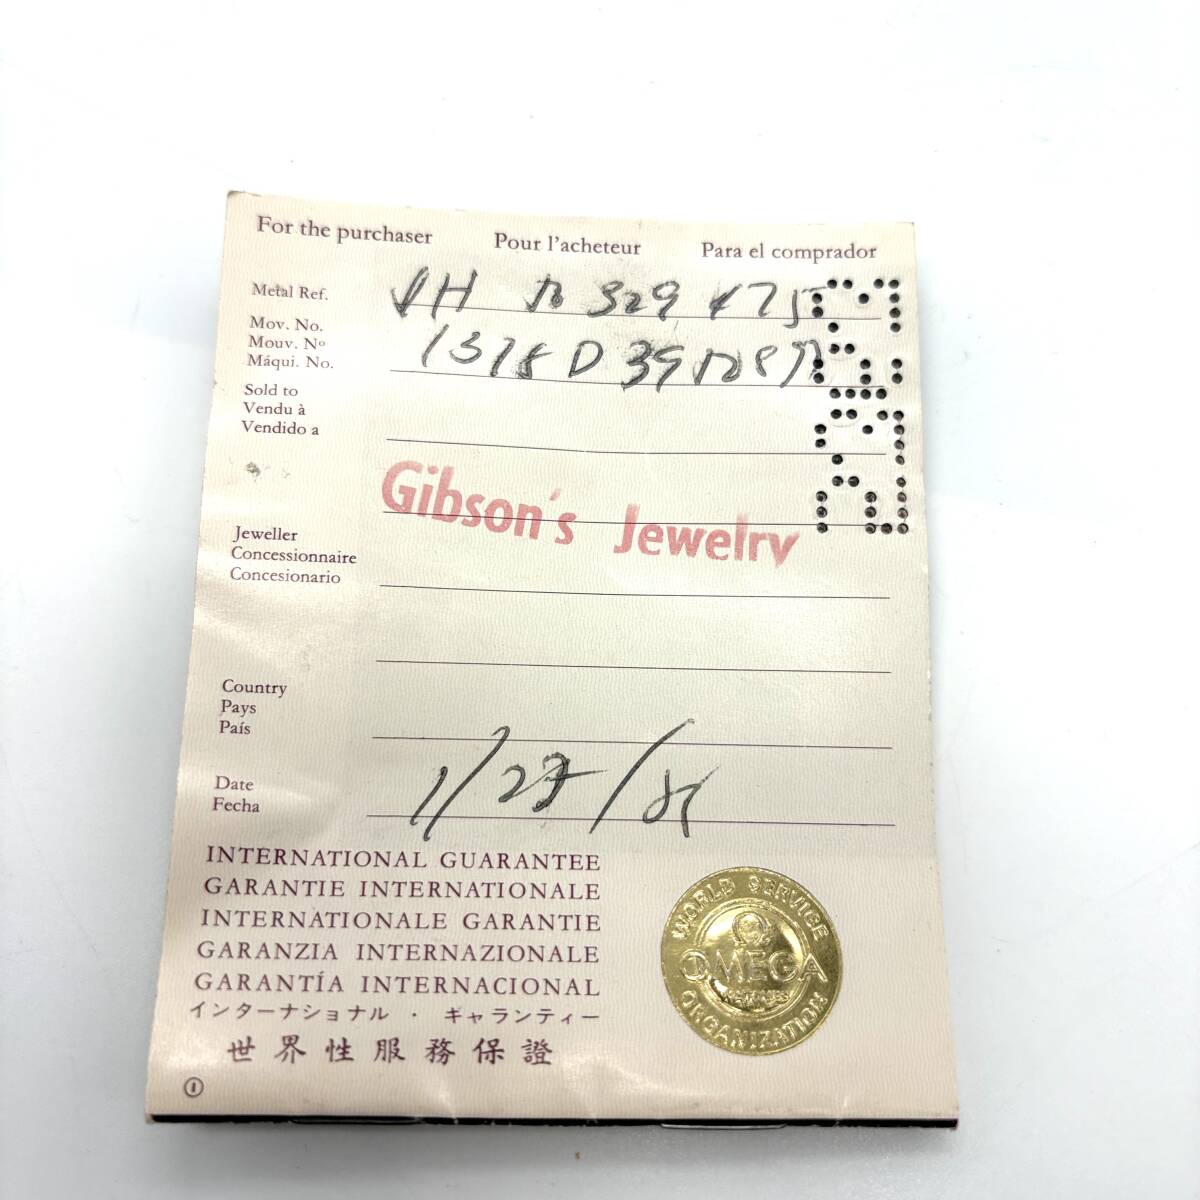 For the purchaser Pour l'acheteur Para el comprador
Metal Ref.
Mov. No.
Mouv. Nº
Máqui. No.
Sold to
Vendu à
Vendido a
Gibson's Jewelry
Jeweller
Concessionnaire
Concesionario
Country
Pays
País
Date
Fecha
INTERNATIONAL GUARANTEE
GARANTIE INTERNATIONALE
INTERNATIONALE GARANTIE
GARANZIA INTERNAZIONALE
GARANTÍA INTERNACIONAL
インターナショナル・ギャランティー
世界性服務保證
WORLD SERVICE
Ω
OMEGA
ORGANIZATION